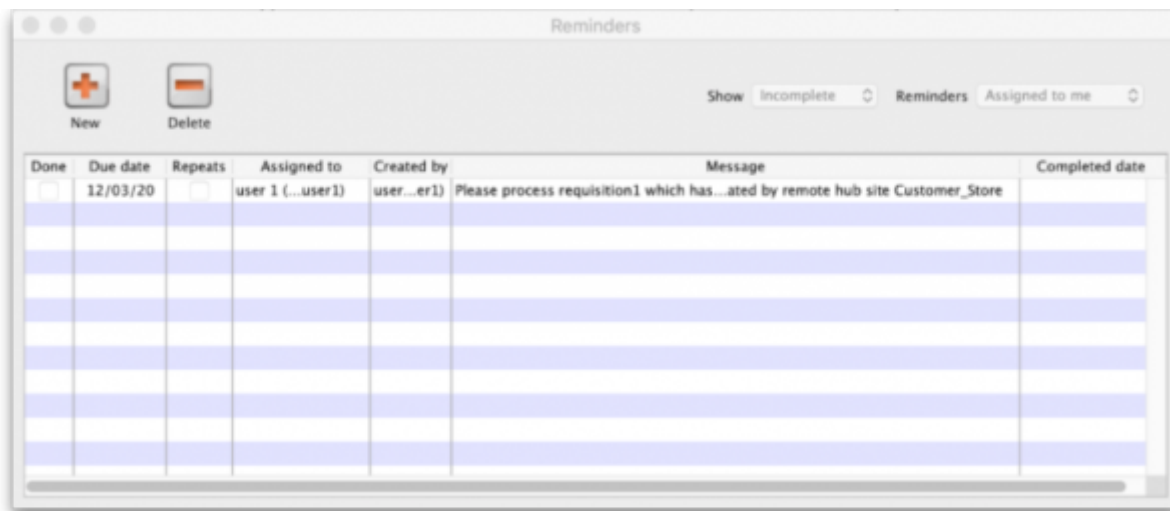 Reminders
New
Delete
Show Incomplete Reminders Assigned to me
Done Due date Repeats Assigned to Created by Message Completed date
12/03/20 user 1 (...user1) user...er1) Please process requisition1 which has...ated by remote hub site Customer_Store